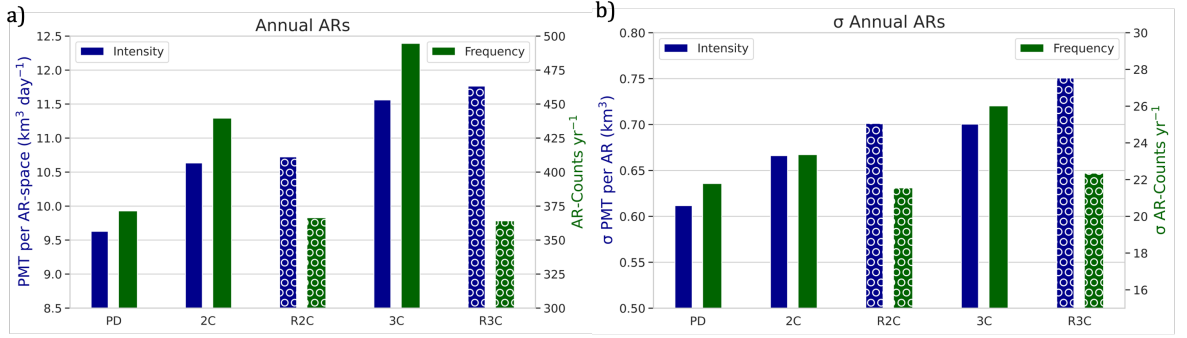 a)
Annual ARs
Intensity
Frequency
PMT per AR-space (km³ day⁻¹)
12.5
12.0
11.5
11.0
10.5
10.0
9.5
9.0
8.5
500
475
450
425
400
375
350
325
300
AR-Counts yr⁻¹
PD 2C R2C 3C R3C
b)
σ Annual ARs
Intensity
Frequency
σ PMT per AR (km³)
0.80
0.75
0.70
0.65
0.60
0.55
0.50
30
28
26
24
22
20
18
16
σ AR-Counts yr⁻¹
PD 2C R2C 3C R3C